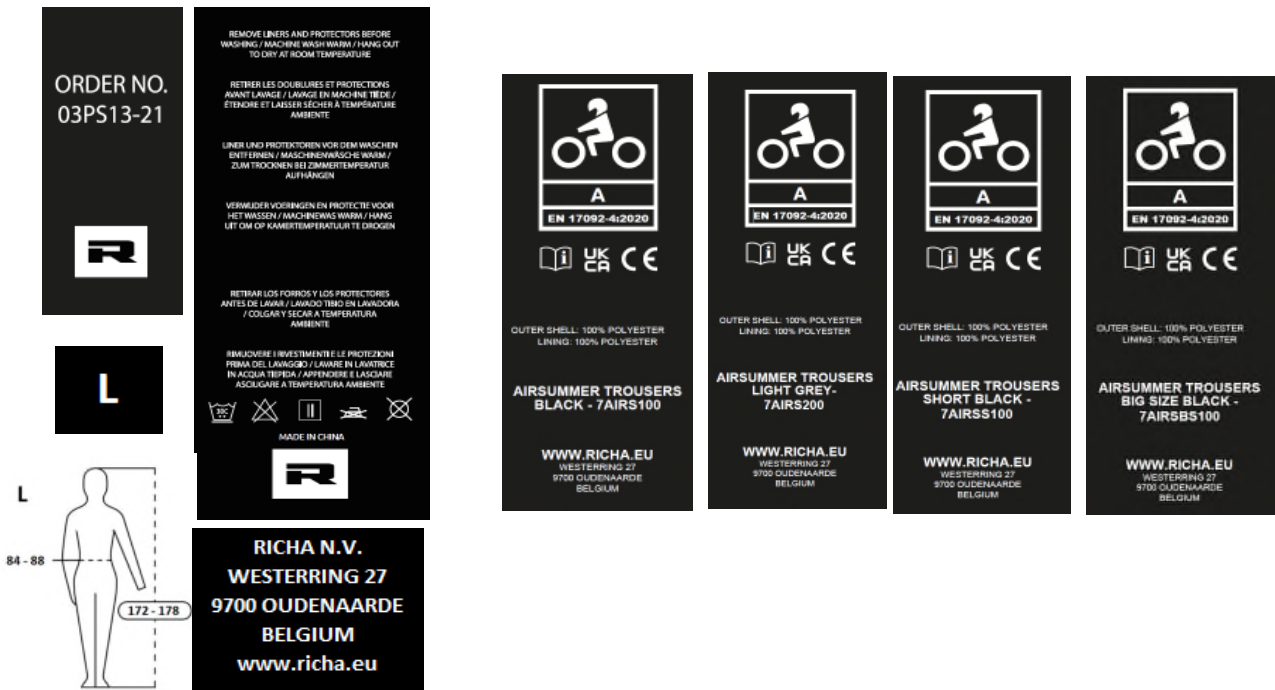 ORDER NO.
03PS13-21
R
L
L
84 - 88
172 - 178
REMOVE LINERS AND PROTECTORS BEFORE
WASHING / MACHINE WASH WARM / HANG OUT
TO DRY AT ROOM TEMPERATURE
RETIRER LES DOUBLURES ET PROTECTIONS
AVANT LAVAGE / LAVAGE EN MACHINE TIÈDE /
ÉTENDRE ET LAISSER SÉCHER À TEMPÉRATURE
AMBIENTE
LINER UND PROTEKTOREN VOR DEM WASCHEN
ENTFERNEN / MASCHINENWÄSCHE WARM /
ZUM TROCKNEN BEI ZIMMERTEMPERATUR
AUFHÄNGEN
VERWIJDER VOERINGEN EN PROTECTIE VOOR
HET WASSEN / MACHINEWAS WARM / HANG
UIT OM OP KAMERTEMPERATUUR TE DROGEN
RETIRAR LOS FORROS Y LOS PROTECTORES
ANTES DE LAVAR / LAVADO TIBIO EN LAVADORA
/ COLGAR Y SECAR A TEMPERATURA
AMBIENTE
RIMUOVERE I RIVESTIMENTI E LE PROTEZIONI
PRIMA DEL LAVAGGIO / LAVARE IN LAVATRICE
IN ACQUA TIEPIDA / APPENDERE E LASCIARE
ASCIUGARE A TEMPERATURA AMBIENTE
30C
MADE IN CHINA
R
RICHA N.V.
WESTERRING 27
9700 OUDENAARDE
BELGIUM
www.richa.eu
A
EN 17092-4:2020
i UK CA CE
OUTER SHELL: 100% POLYESTER
LINING: 100% POLYESTER
AIRSUMMER TROUSERS
BLACK - 7AIRS100
WWW.RICHA.EU
WESTERRING 27
9700 OUDENAARDE
BELGIUM
A
EN 17092-4:2020
i UK CA CE
OUTER SHELL: 100% POLYESTER
LINING: 100% POLYESTER
AIRSUMMER TROUSERS
LIGHT GREY-
7AIRS200
WWW.RICHA.EU
WESTERRING 27
9700 OUDENAARDE
BELGIUM
A
EN 17092-4:2020
i UK CA CE
OUTER SHELL: 100% POLYESTER
LINING: 100% POLYESTER
AIRSUMMER TROUSERS
SHORT BLACK -
7AIRSS100
WWW.RICHA.EU
WESTERRING 27
9700 OUDENAARDE
BELGIUM
A
EN 17092-4:2020
i UK CA CE
OUTER SHELL: 100% POLYESTER
LINING: 100% POLYESTER
AIRSUMMER TROUSERS
BIG SIZE BLACK -
7AIRSBS100
WWW.RICHA.EU
WESTERRING 27
9700 OUDENAARDE
BELGIUM